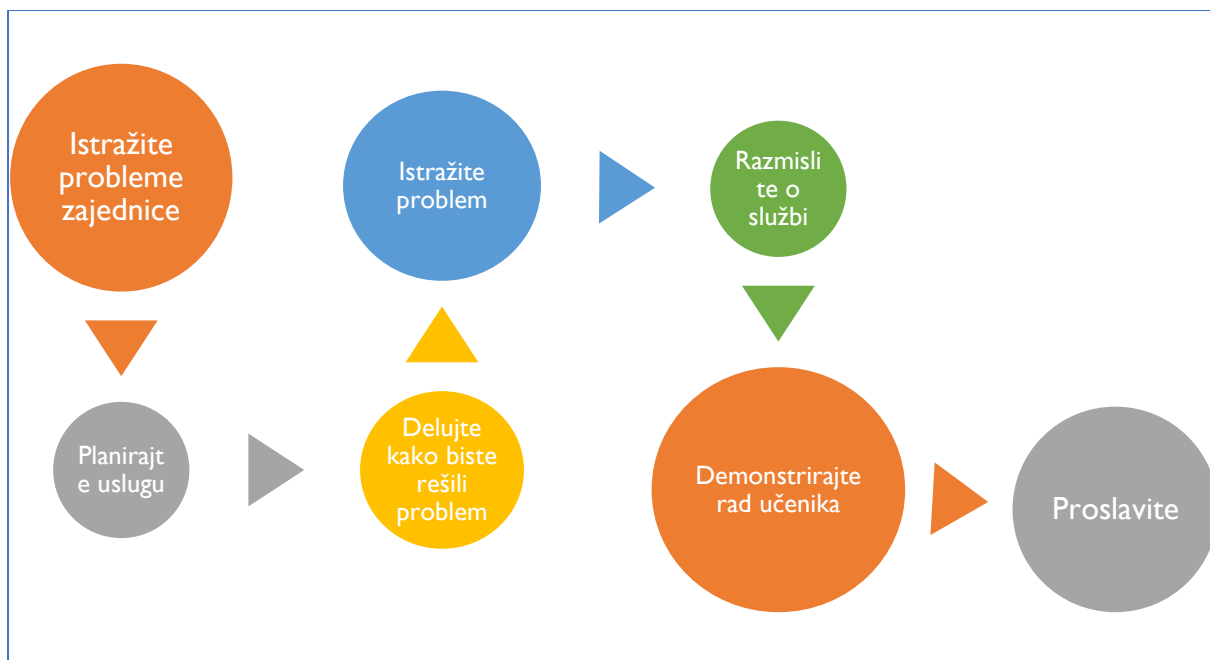 Istražite
probleme
zajednice
Planirajt
e uslugu
Delujte
kako biste
rešili
problem
Istražite
problem
Razmisli
te o
službi
Demonstrirajte
rad učenika
Proslavite